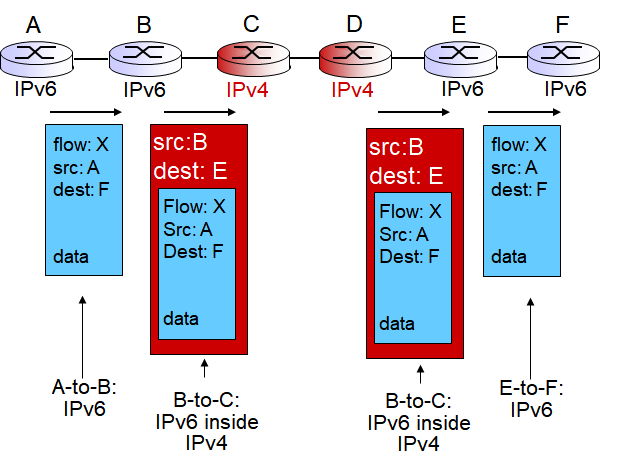 A B C D E F
IPv6 IPv6 IPv4 IPv4 IPv6 IPv6
flow: X
src: A
dest: F
data
src:B
dest: E
Flow: X
Src: A
Dest: F
data
src:B
dest: E
Flow: X
Src: A
Dest: F
data
flow: X
src: A
dest: F
data
A-to-B:
IPv6
B-to-C:
IPv6 inside
IPv4
B-to-C:
IPv6 inside
IPv4
E-to-F:
IPv6